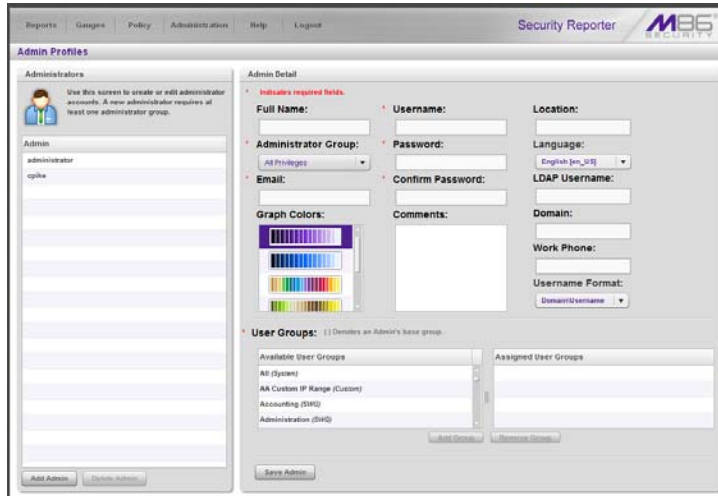 Reports Gauges Policy Administration Help Logout
Security Reporter
M86
SECURITY
Admin Profiles
Administrators
Use this screen to create or edit administrator
accounts. A new administrator requires at
least one administrator group.
Admin
administrator
cpike
Add Admin Delete Admin
Admin Detail
* Indicates required fields.
Full Name: * Username: Location:
* Administrator Group: * Password: Language:
All Privileges English [en_US]
* Email: * Confirm Password: LDAP Username:
Graph Colors: Comments: Domain:
Work Phone:
Username Format:
Domain\Username
* User Groups: [ ] Denotes an Admin's base group.
Available User Groups Assigned User Groups
All (System)
AA Custom IP Range (Custom)
Accounting (SWG)
Administration (SWG)
Add Group Remove Group
Save Admin